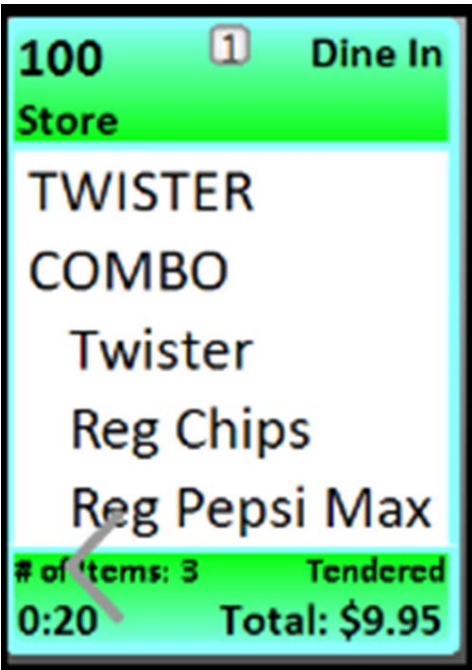 100 1 Dine In
Store
TWISTER
COMBO
Twister
Reg Chips
Reg Pepsi Max
# of Items: 3 Tendered
0:20 Total: $9.95